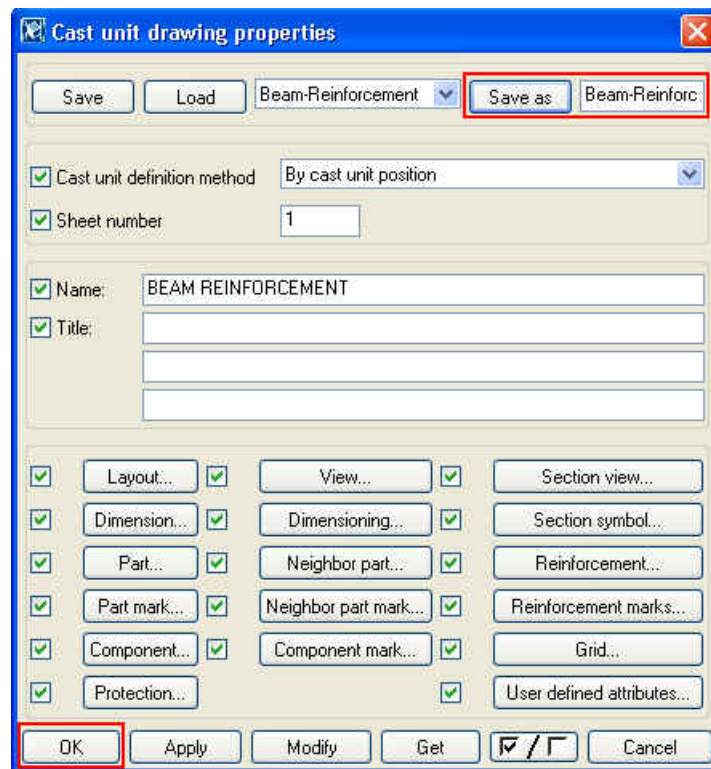 Cast unit drawing properties
Save Load Beam-Reinforcement Save as Beam-Reinforc
Cast unit definition method By cast unit position
Sheet number 1
Name: BEAM REINFORCEMENT
Title:
Layout... View... Section view...
Dimension... Dimensioning... Section symbol...
Part... Neighbor part... Reinforcement...
Part mark... Neighbor part mark... Reinforcement marks...
Component... Component mark... Grid...
Protection... User defined attributes...
OK Apply Modify Get / Cancel